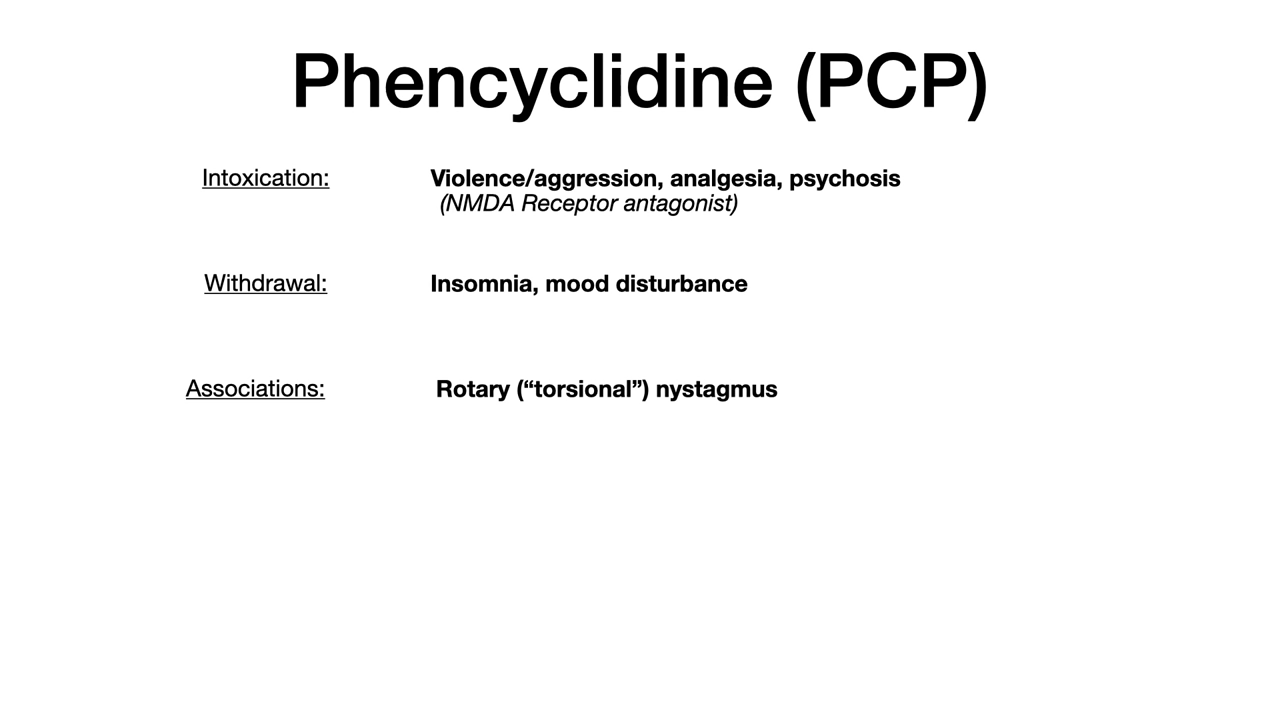 Phencyclidine (PCP)
Intoxication: Violence/aggression, analgesia, psychosis
(NMDA Receptor antagonist)
Withdrawal: Insomnia, mood disturbance
Associations: Rotary (“torsional”) nystagmus